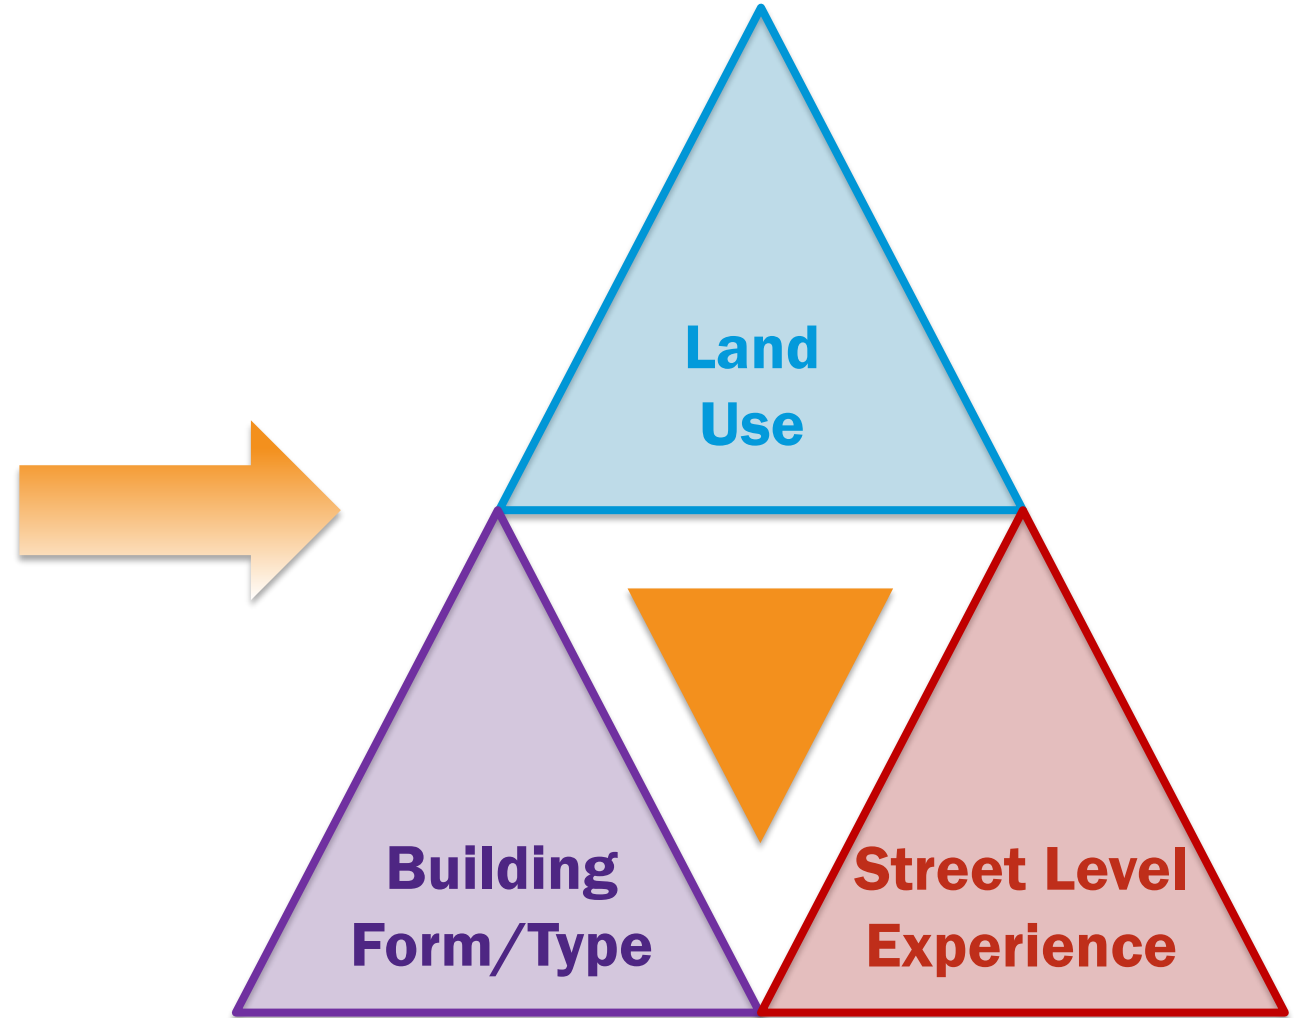 Land
Use
Building
Form/Type
Street Level
Experience